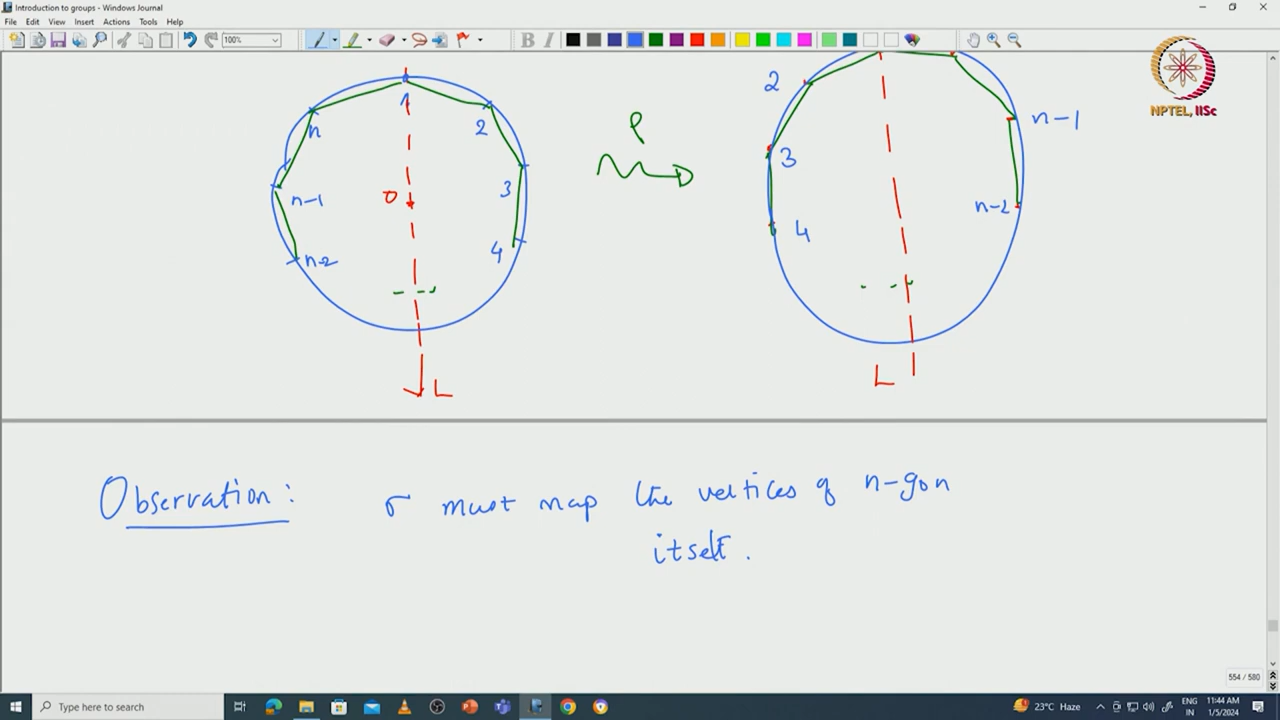 Introduction to groups - Windows Journal
File Edit View Insert Actions Tools Help
100%
B I
NPTEL, IISc
1
n
2
n-1
O
3
n-2
4
L
ρ
2
n-1
3
n-2
4
L
Observation: σ must map the vertices of n-gon
itself.
554 / 580
Type here to search
23°C Haze
ENG
IN
11:44 AM
1/5/2024